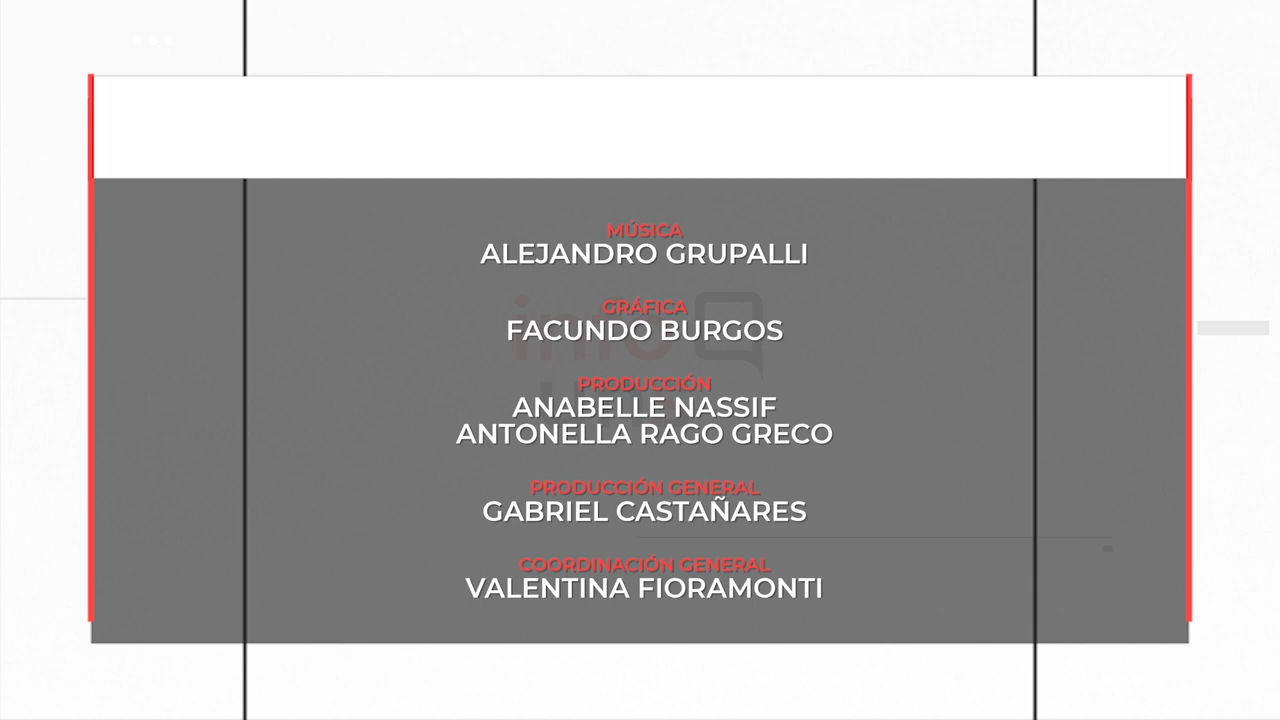 MÚSICA
ALEJANDRO GRUPALLI
GRÁFICA
FACUNDO BURGOS
PRODUCCIÓN
ANABELLE NASSIF
ANTONELLA RAGO GRECO
PRODUCCIÓN GENERAL
GABRIEL CASTAÑARES
COORDINACIÓN GENERAL
VALENTINA FIORAMONTI